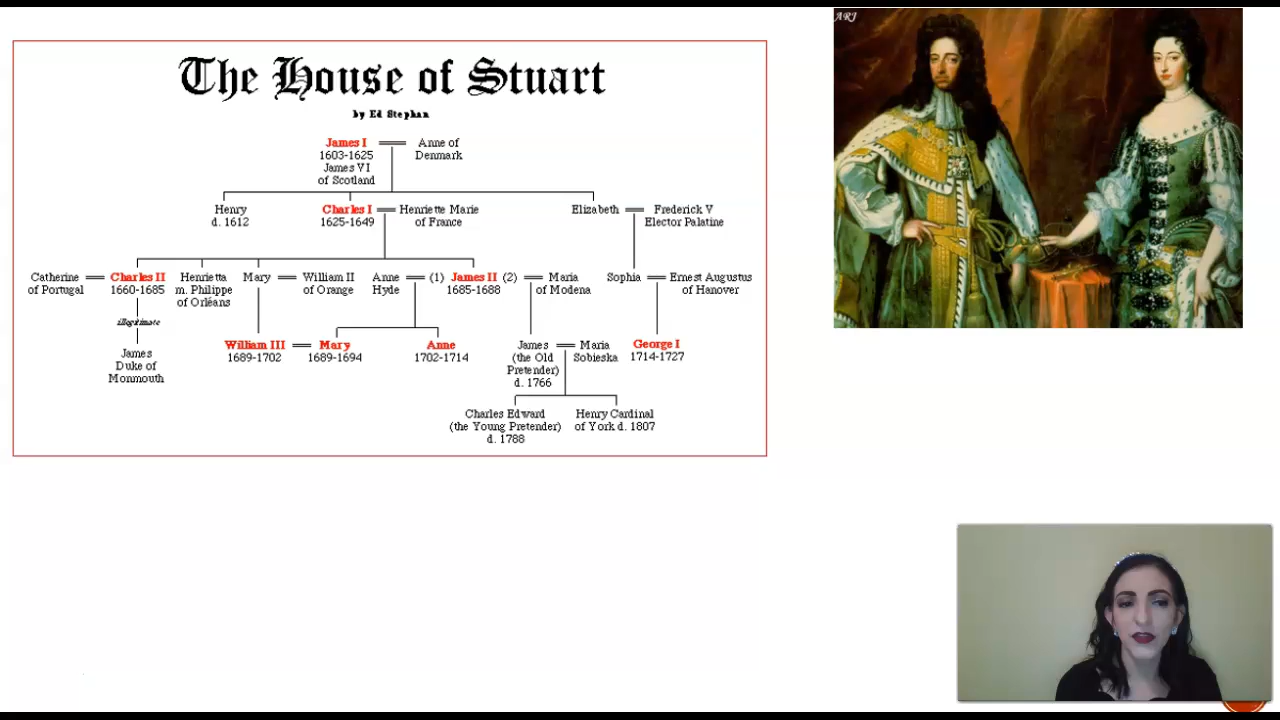 ARJ
The House of Stuart
by Ed Stephan
James I
1603-1625
James VI
of Scotland
Anne of
Denmark
Henry
d. 1612
Charles I
1625-1649
Henriette Marie
of France
Elizabeth
Frederick V
Elector Palatine
Catherine
of Portugal
Charles II
1660-1685
Henrietta
m. Philippe
of Orléans
Mary
William II
of Orange
Anne
Hyde
(1)
James II
1685-1688
(2)
Maria
of Modena
Sophia
Ernest Augustus
of Hanover
illegitimate
James
Duke of
Monmouth
William III
1689-1702
Mary
1689-1694
Anne
1702-1714
James
(the Old
Pretender)
d. 1766
Maria
Sobieska
George I
1714-1727
Charles Edward
(the Young Pretender)
d. 1788
Henry Cardinal
of York d. 1807